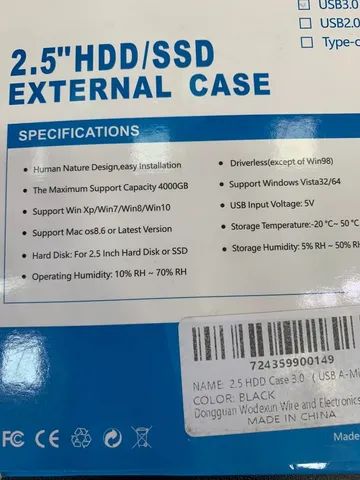 USB3.0
USB2.0
Type-c
2.5"HDD/SSD
EXTERNAL CASE
SPECIFICATIONS
Human Nature Design,easy Installation
The Maximum Support Capacity 4000GB
Support Win Xp/Win7/Win8/Win10
Support Mac os8.6 or Latest Version
Hard Disk: For 2.5 Inch Hard Disk or SSD
Operating Humidity: 10% RH ~ 70% RH
Driverless(except of Win98)
Support Windows Vista32/64
USB Input Voltage: 5V
Storage Temperature:-20 °C~ 50 °C
Storage Humidity: 5% RH ~ 50% RH
724359900149
NAME: 2.5 HDD Case 3.0 ( USB A-Mi
COLOR: BLACK
Dongguan Wodexun Wire and Electronics
MADE IN CHINA
FC CE
Made